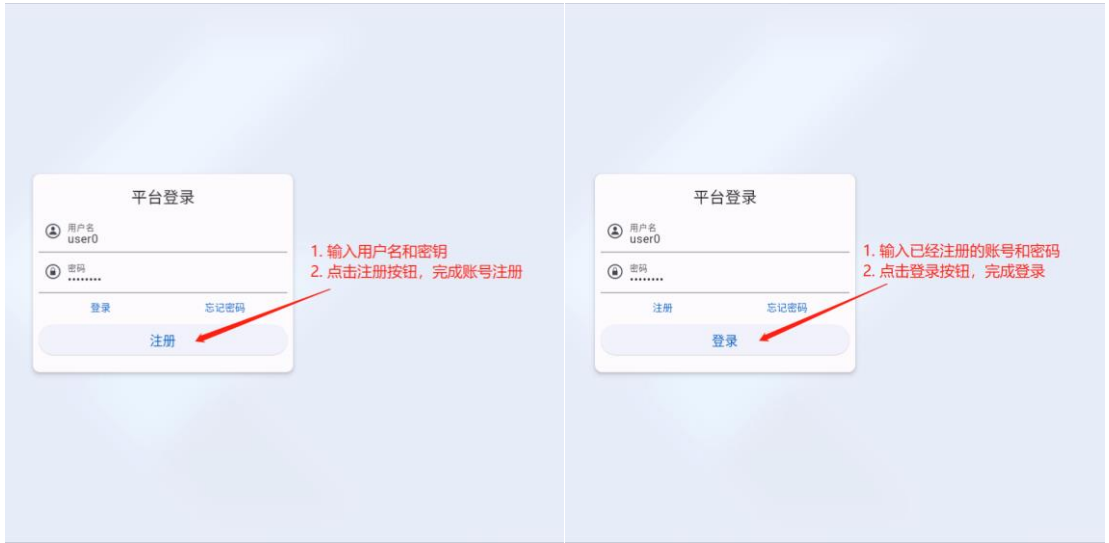 平台登录
用户名
user0
密码
••••••••
登录 忘记密码
注册
1. 输入用户名和密钥
2. 点击注册按钮，完成账号注册
平台登录
用户名
user0
密码
••••••••
注册 忘记密码
登录
1. 输入已经注册的账号和密码
2. 点击登录按钮，完成登录